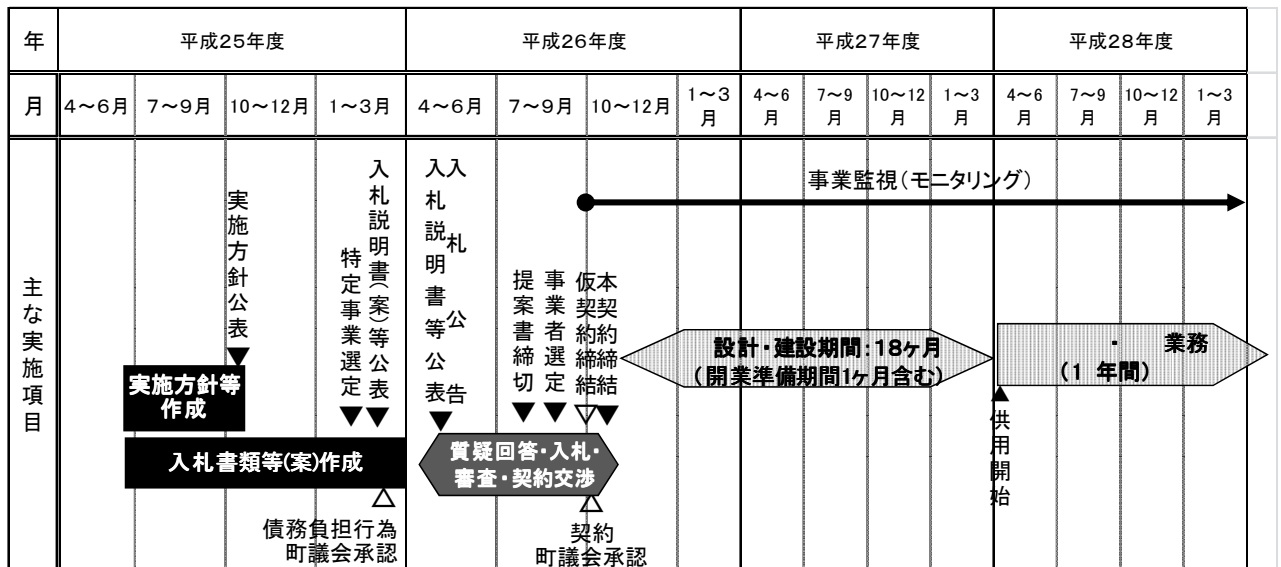 年
平成25年度
平成26年度
平成27年度
平成28年度
月
4～6月
7～9月
10～12月
1～3月
4～6月
7～9月
10～12月
1～3
月
4～6
月
7～9
月
10～12
月
1～3
月
4～6
月
7～9
月
10～12
月
1～3
月
主な実施項目
事業監視(モニタリング)
実施方針公表
特定事業選定
入札説明書(案)等公表
入札説明書等公表
入札公告
提案書締切
事業者選定
仮契約締結
本契約締結
設計・建設期間：18ヶ月
(開業準備期間1ヶ月含む)
・ 業務
(1 年間)
供用開始
実施方針等
作成
入札書類等(案)作成
質疑回答・入札・
審査・契約交渉
債務負担行為
町議会承認
契約
町議会承認